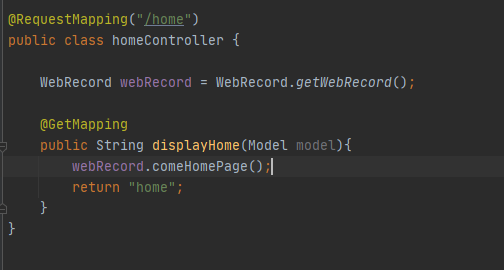 @RequestMapping("/home")
public class homeController {
WebRecord webRecord = WebRecord.getWebRecord();
@GetMapping
public String displayHome(Model model){
webRecord.comeHomePage();
return "home";
}
}